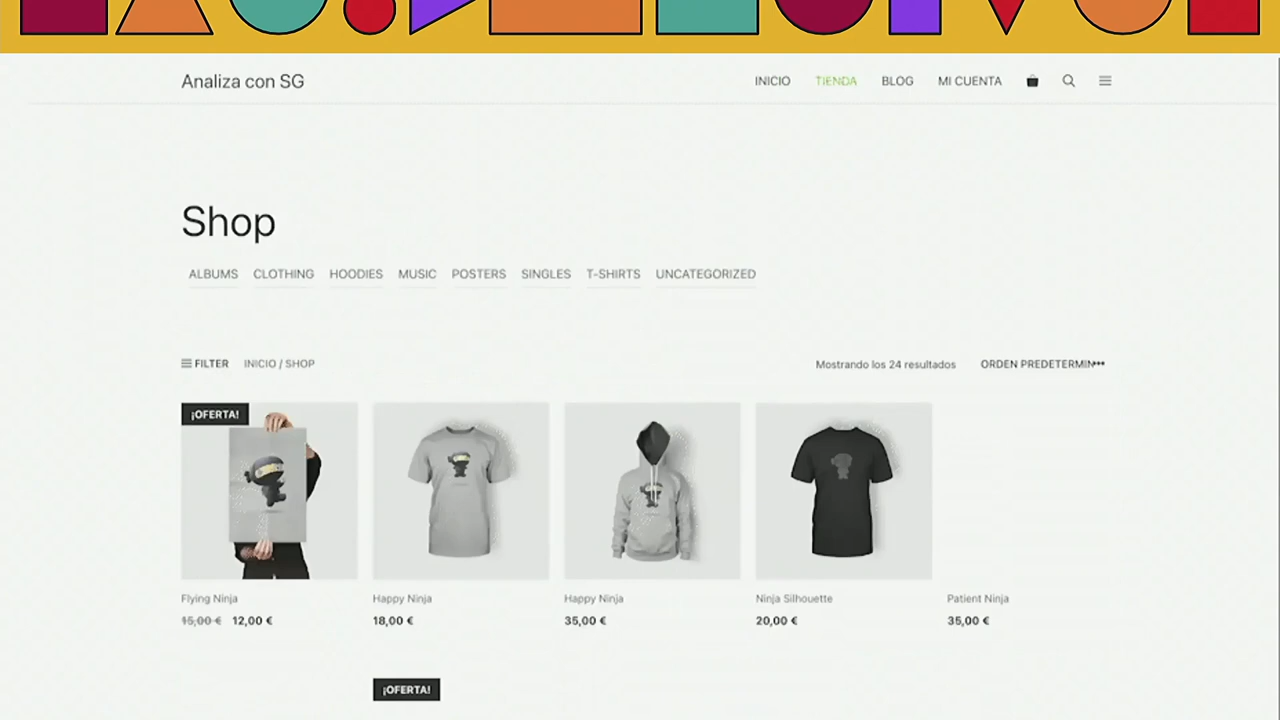 Analiza con SG
INICIO TIENDA BLOG MI CUENTA
Shop
ALBUMS CLOTHING HOODIES MUSIC POSTERS SINGLES T-SHIRTS UNCATEGORIZED
FILTER INICIO / SHOP
Mostrando los 24 resultados ORDEN PREDETERMIN•••
¡OFERTA!
Flying Ninja
15,00 € 12,00 €
Happy Ninja
18,00 €
Happy Ninja
35,00 €
Ninja Silhouette
20,00 €
Patient Ninja
35,00 €
¡OFERTA!